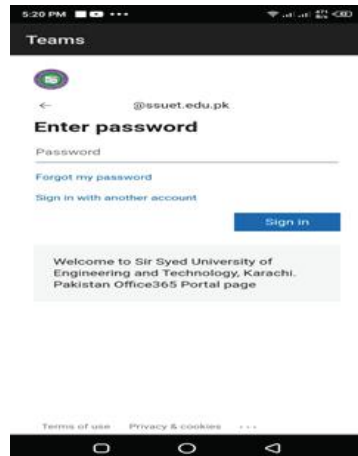 5:20 PM
Teams
@ssuet.edu.pk
Enter password
Password
Forgot my password
Sign in with another account
Sign in
Welcome to Sir Syed University of
Engineering and Technology, Karachi.
Pakistan Office365 Portal page
Terms of use Privacy & cookies ...